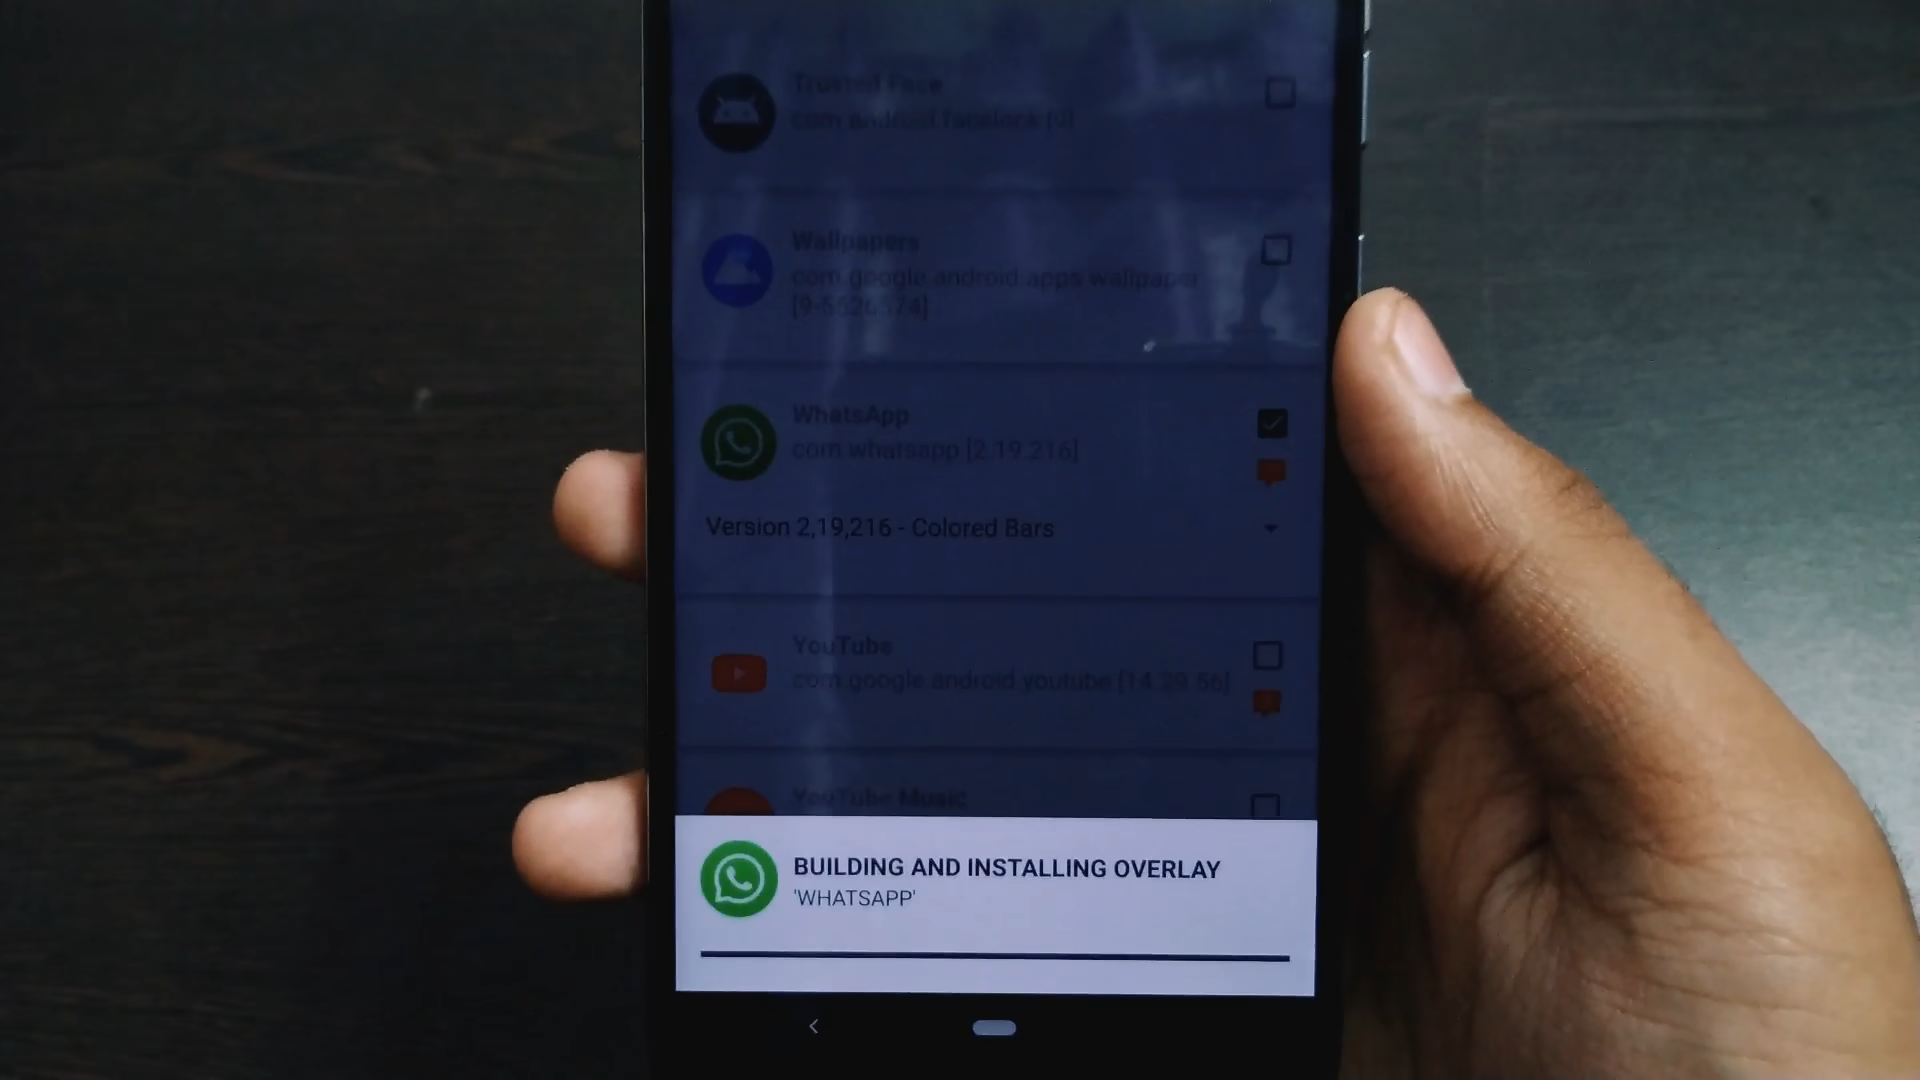 Trusted Face
com.android.facelock [9]
Wallpapers
com.google.android.apps.wallpaper
[9-5526574]
WhatsApp
com.whatsapp [2.19.216]
Version 2,19,216 - Colored Bars
YouTube
com.google.android.youtube [14.29.56]
YouTube Music
BUILDING AND INSTALLING OVERLAY
'WHATSAPP'